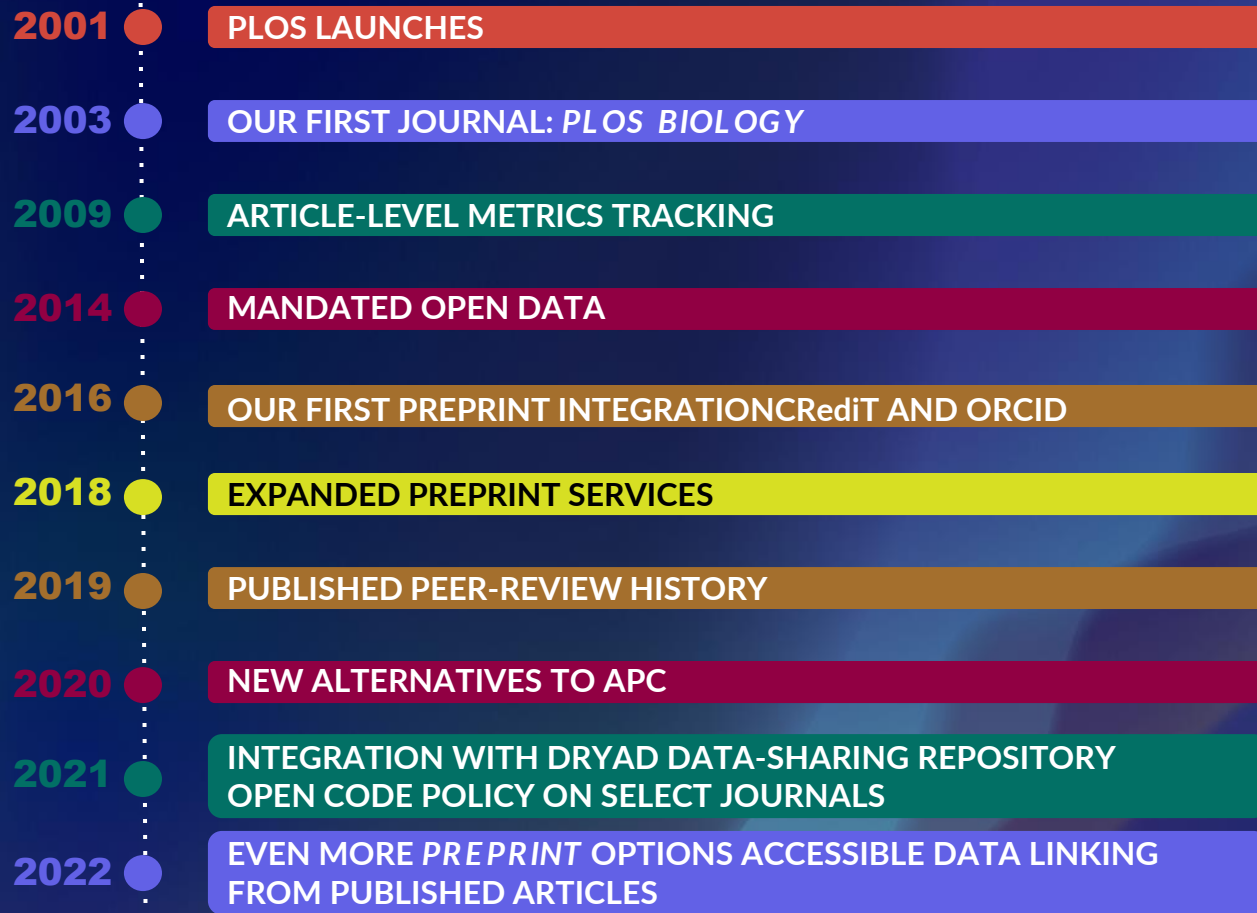 2001 PLOS LAUNCHES
2003 OUR FIRST JOURNAL: PLOS BIOLOGY
2009 ARTICLE-LEVEL METRICS TRACKING
2014 MANDATED OPEN DATA
2016 OUR FIRST PREPRINT INTEGRATIONCRediT AND ORCID
2018 EXPANDED PREPRINT SERVICES
2019 PUBLISHED PEER-REVIEW HISTORY
2020 NEW ALTERNATIVES TO APC
2021 INTEGRATION WITH DRYAD DATA-SHARING REPOSITORY
OPEN CODE POLICY ON SELECT JOURNALS
2022 EVEN MORE PREPRINT OPTIONS ACCESSIBLE DATA LINKING
FROM PUBLISHED ARTICLES